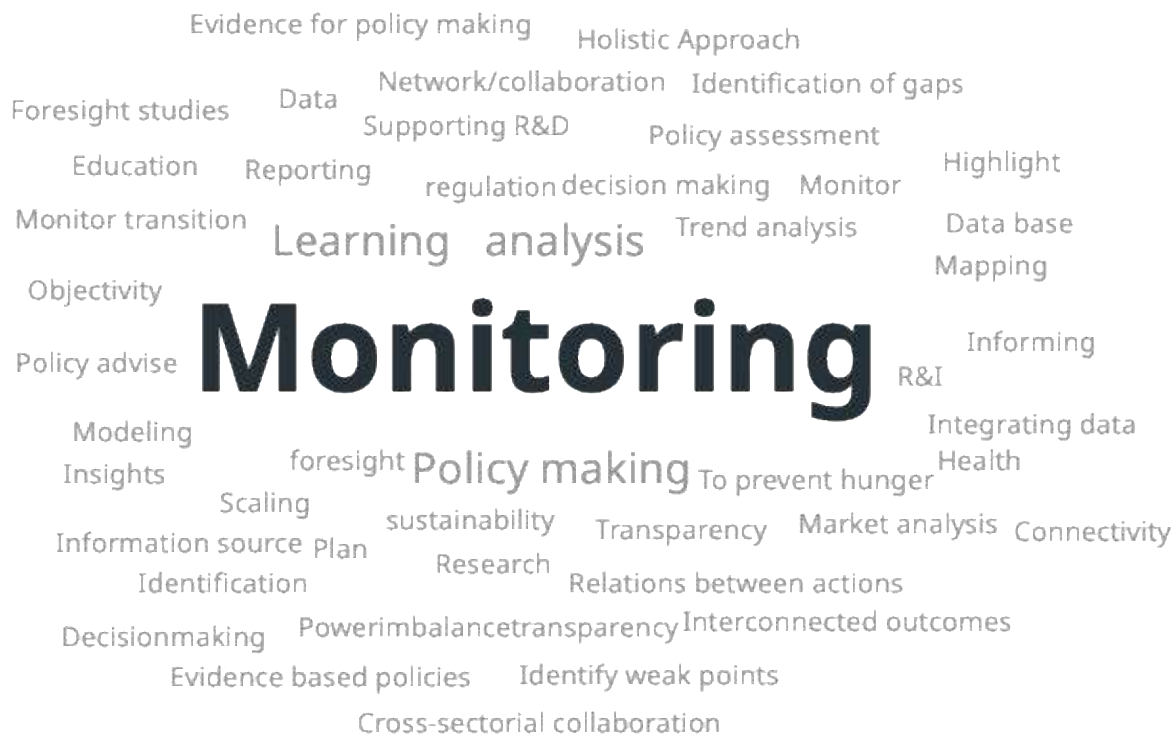 Evidence for policy making
Holistic Approach
Network/collaboration
Identification of gaps
Foresight studies
Data
Supporting R&D
Policy assessment
Education
Reporting
regulation
decision making
Monitor
Highlight
Monitor transition
Learning
analysis
Trend analysis
Data base
Mapping
Objectivity
Monitoring
Informing
Policy advise
R&I
Modeling
Integrating data
Insights
foresight
Policy making
To prevent hunger
Health
Scaling
sustainability
Transparency
Market analysis
Connectivity
Information source
Plan
Research
Identification
Relations between actions
Decisionmaking
Powerimbalancetransparency
Interconnected outcomes
Evidence based policies
Identify weak points
Cross-sectorial collaboration